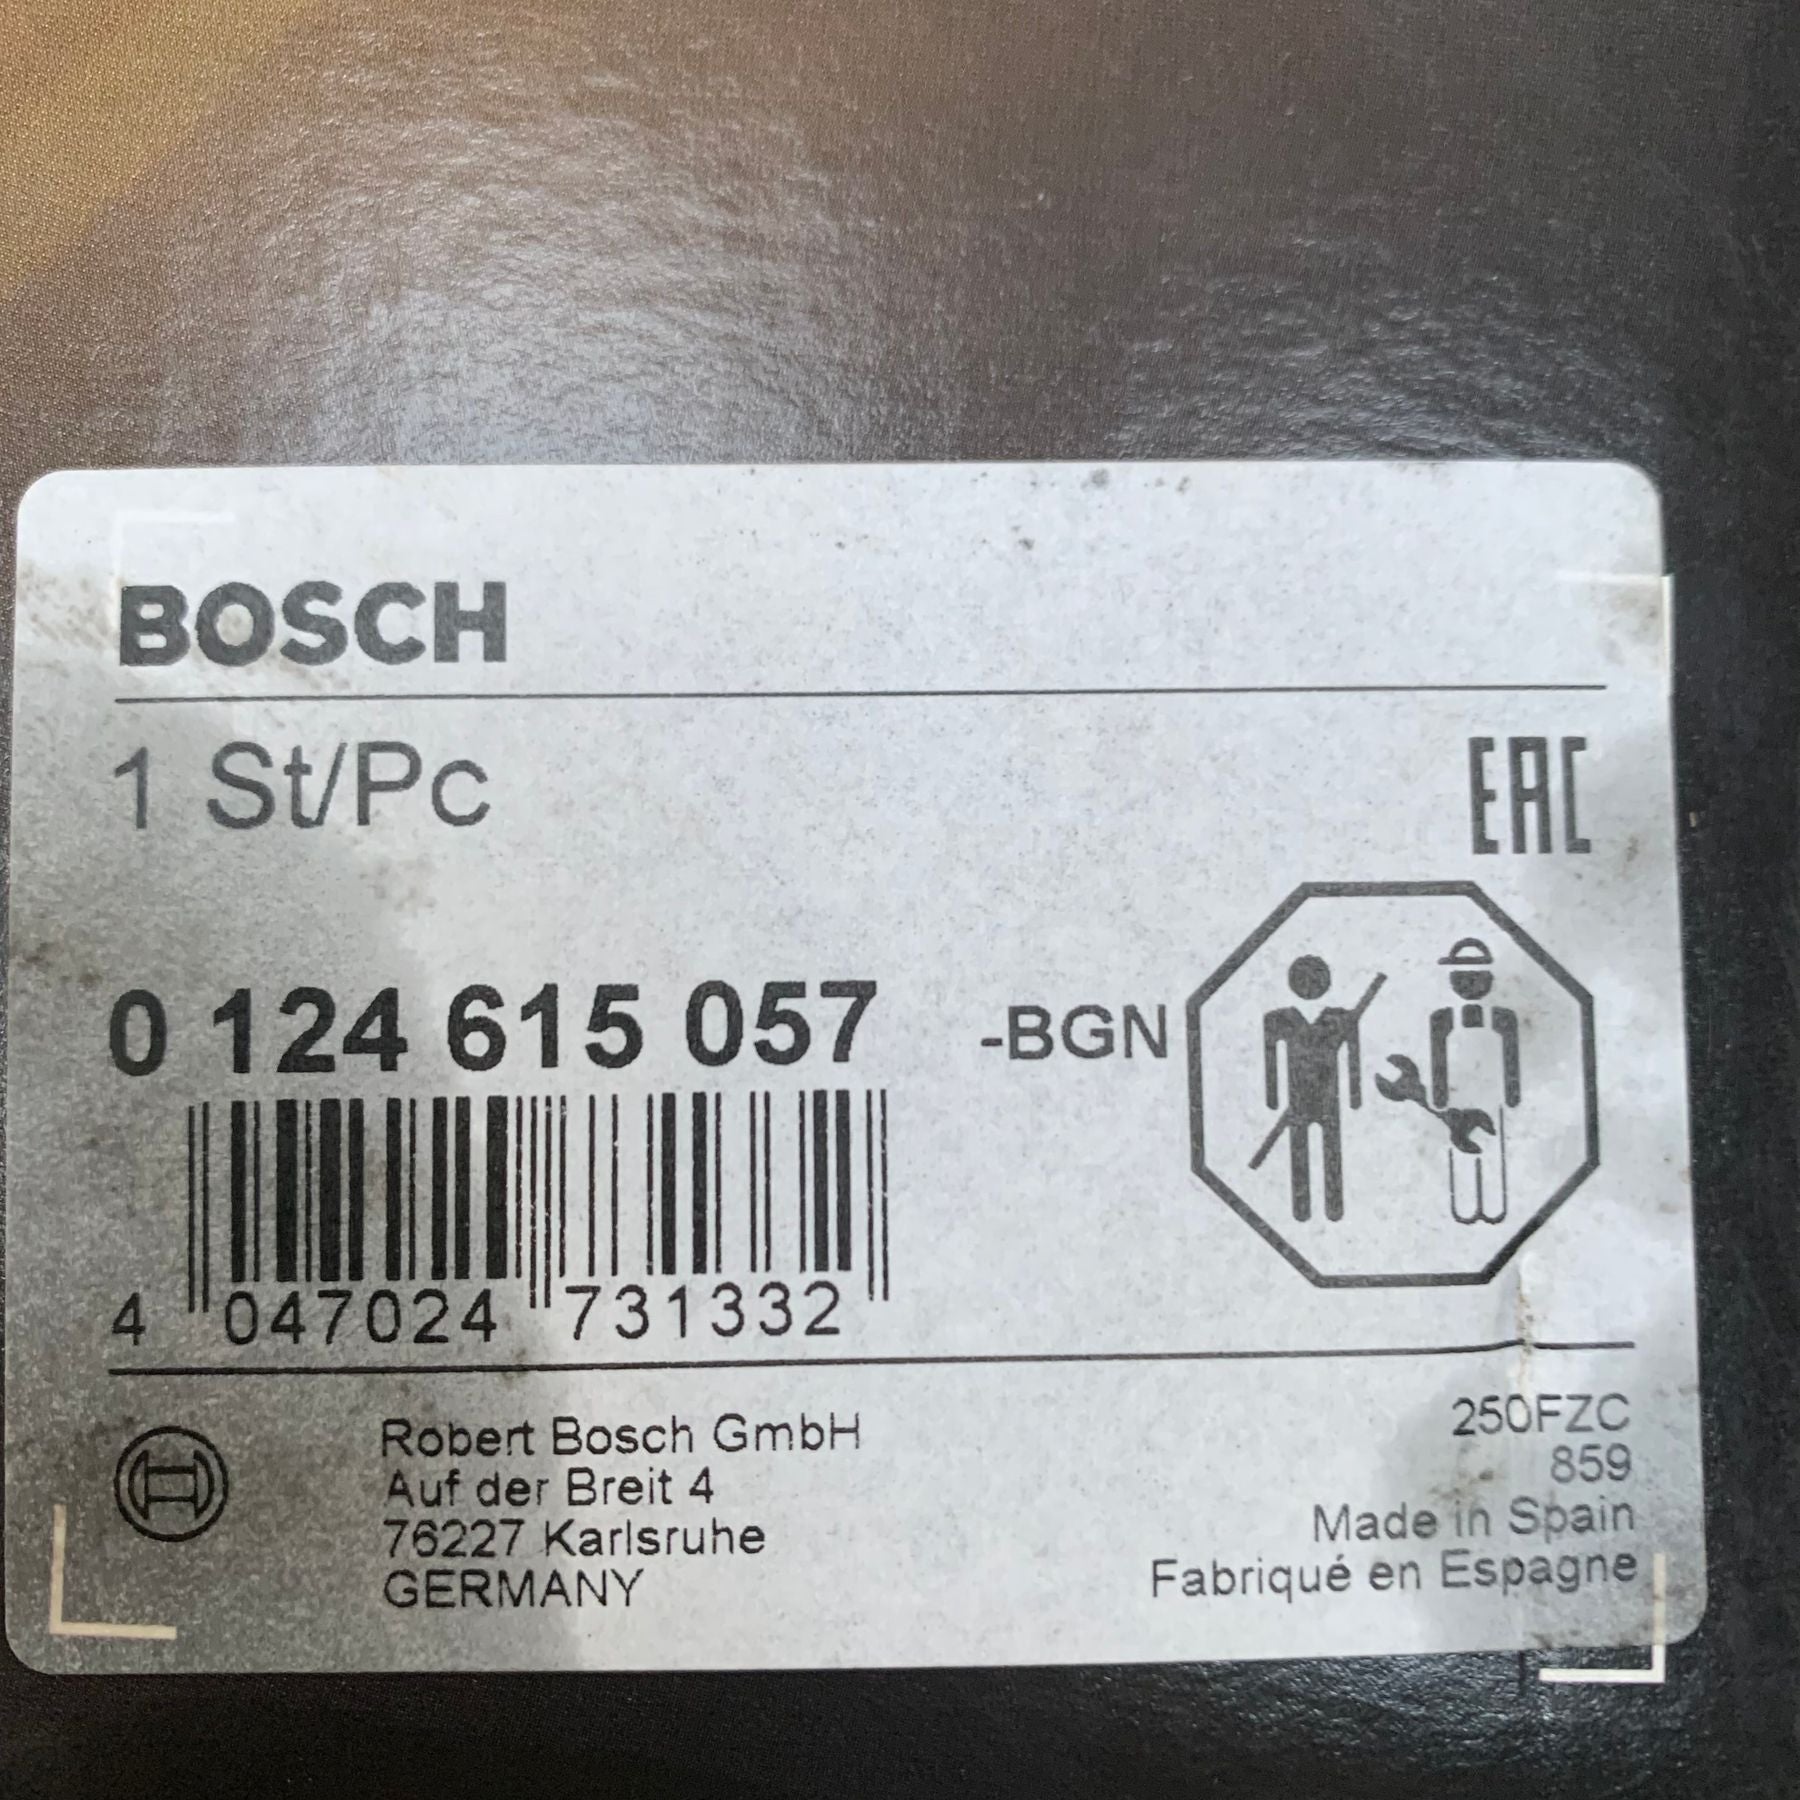 BOSCH
1 St/Pc
EAC
0 124 615 057 -BGN
4 047024 731332
Robert Bosch GmbH
Auf der Breit 4
76227 Karlsruhe
GERMANY
250FZC
859
Made in Spain
Fabriqué en Espagne